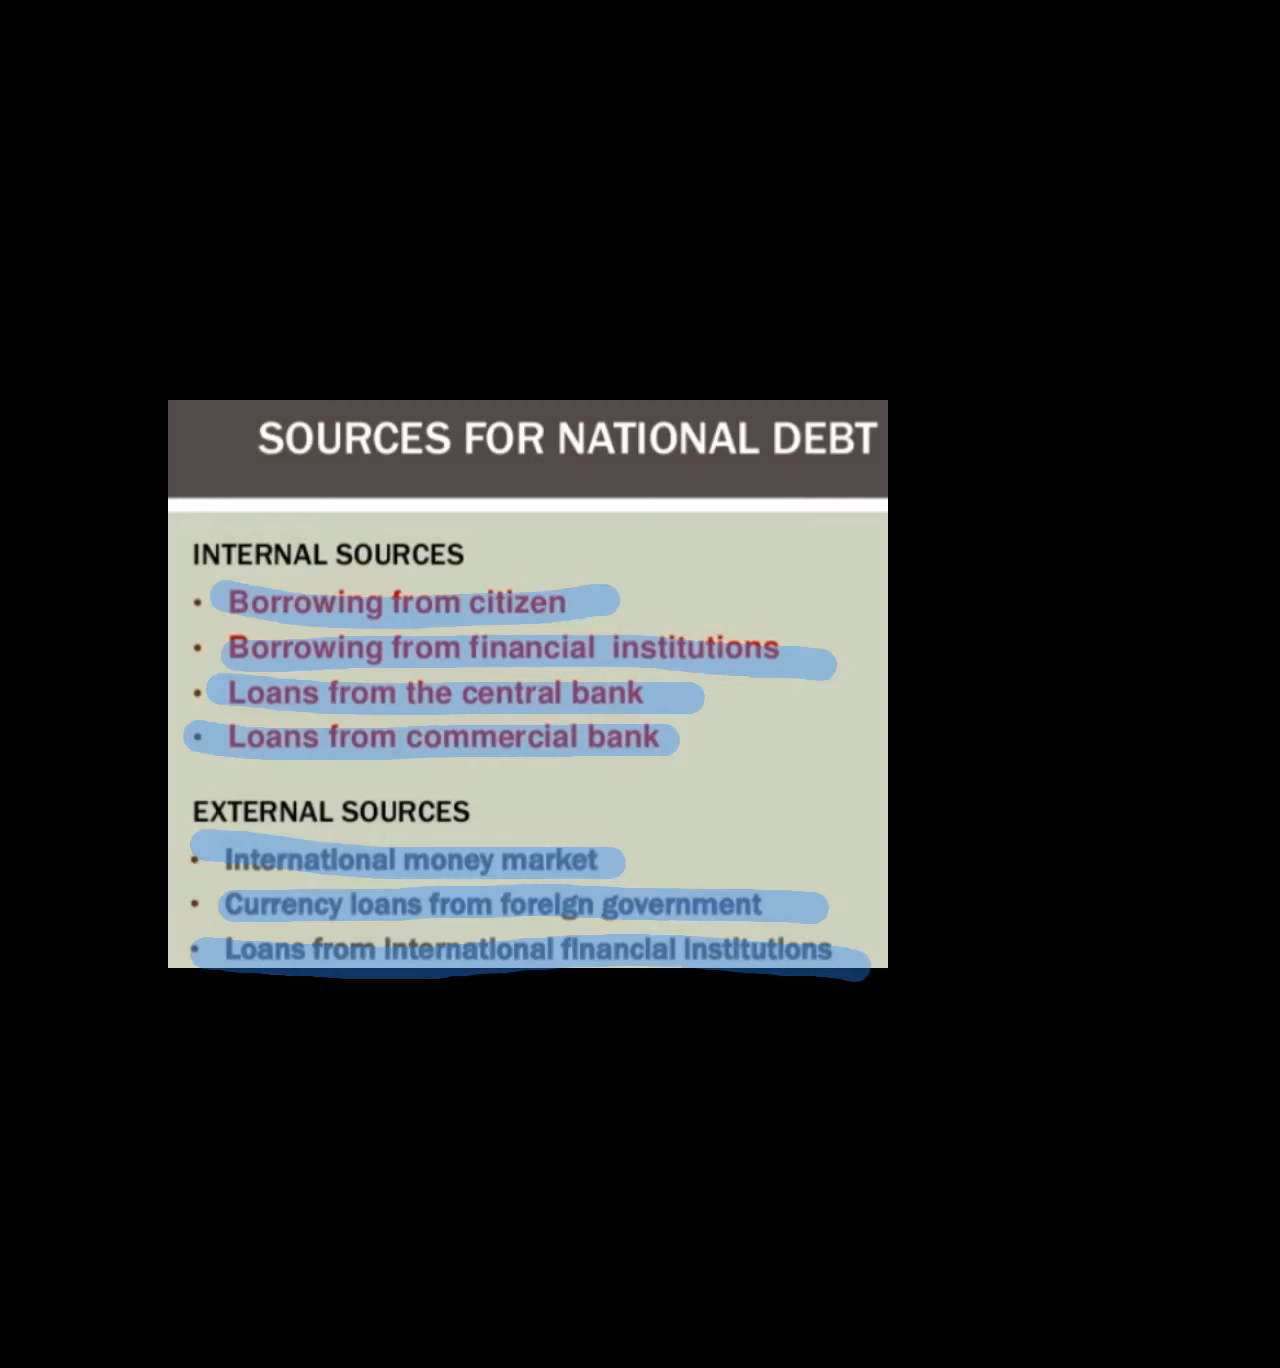 SOURCES FOR NATIONAL DEBT
INTERNAL SOURCES
• Borrowing from citizen
• Borrowing from financial institutions
• Loans from the central bank
• Loans from commercial bank
EXTERNAL SOURCES
• International money market
• Currency loans from foreign government
• Loans from international financial institutions